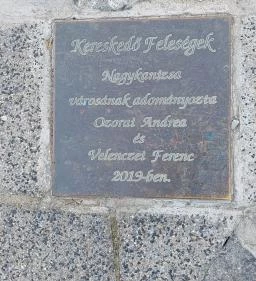 Kereskedő Feleségek
Nagykanizsa
városának adományozta
Ozorai Andrea
és
Velenczei Ferenc
2019-ben.